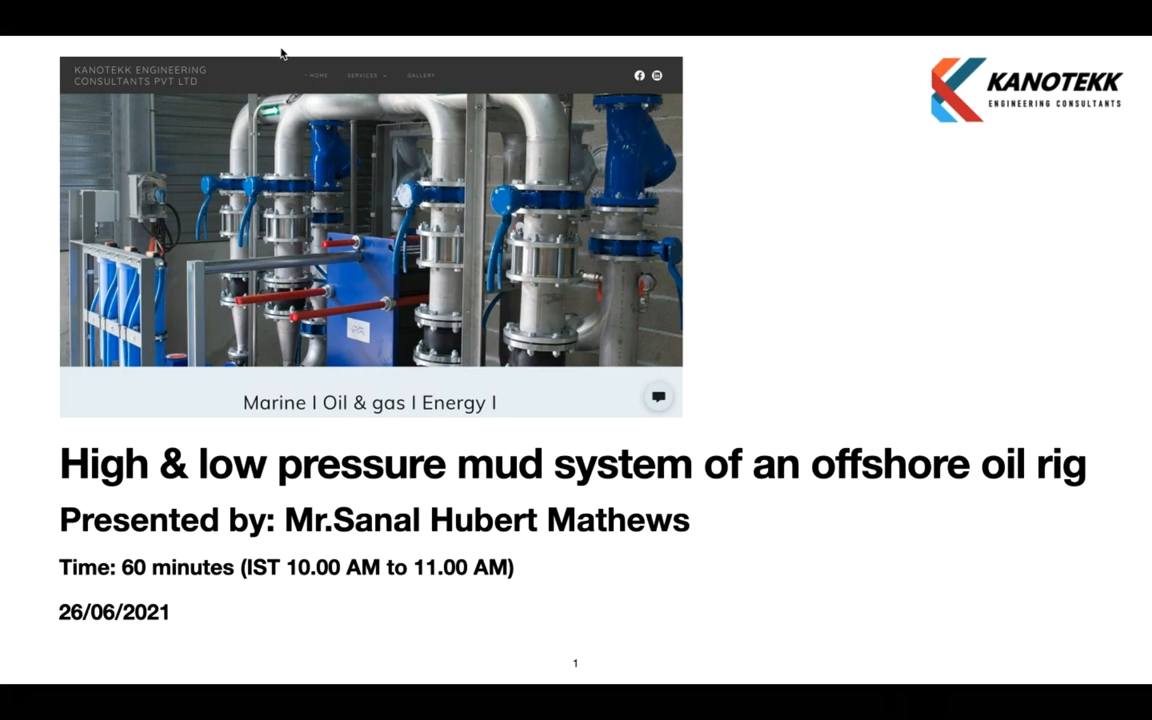 KANOTEKK ENGINEERING
CONSULTANTS PVT LTD
HOME SERVICES GALLERY
KANOTEKK
ENGINEERING CONSULTANTS
Marine I Oil & gas I Energy I
High & low pressure mud system of an offshore oil rig
Presented by: Mr.Sanal Hubert Mathews
Time: 60 minutes (IST 10.00 AM to 11.00 AM)
26/06/2021
1